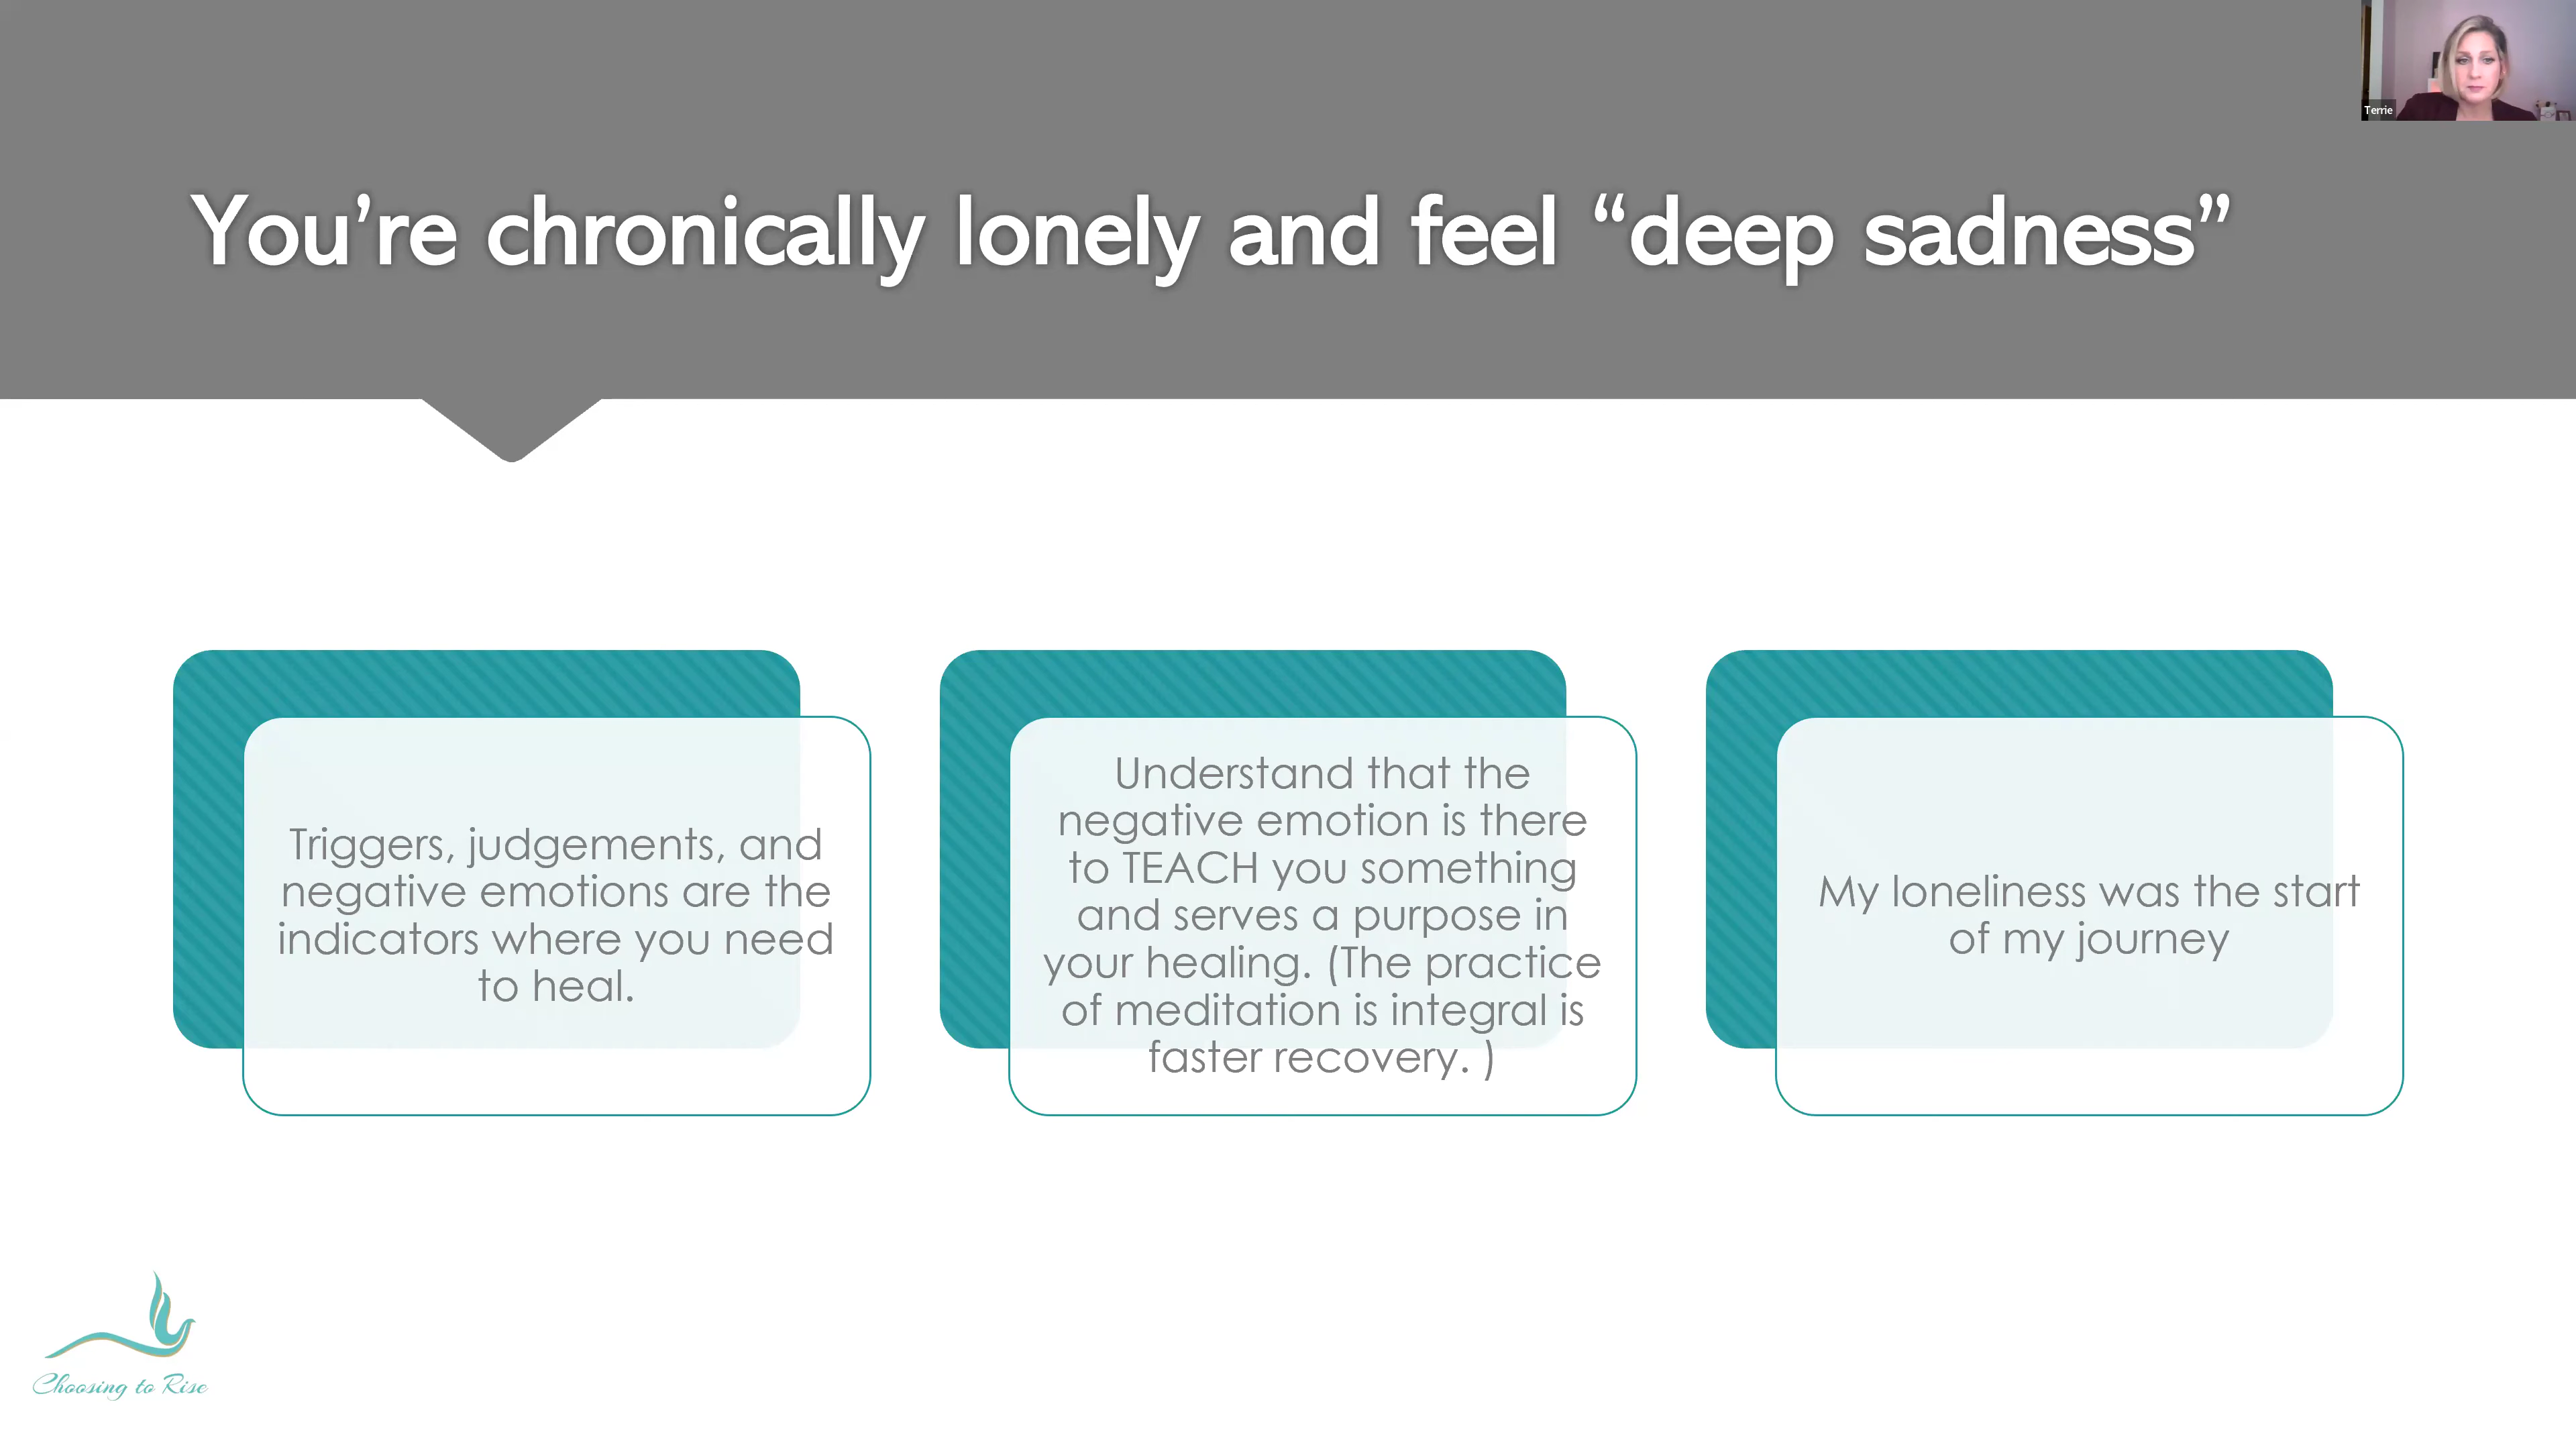 Terrie
You’re chronically lonely and feel “deep sadness”
Triggers, judgements, and
negative emotions are the
indicators where you need
to heal.
Understand that the
negative emotion is there
to TEACH you something
and serves a purpose in
your healing. (The practice
of meditation is integral is
faster recovery. )
My loneliness was the start
of my journey
Choosing to Rise